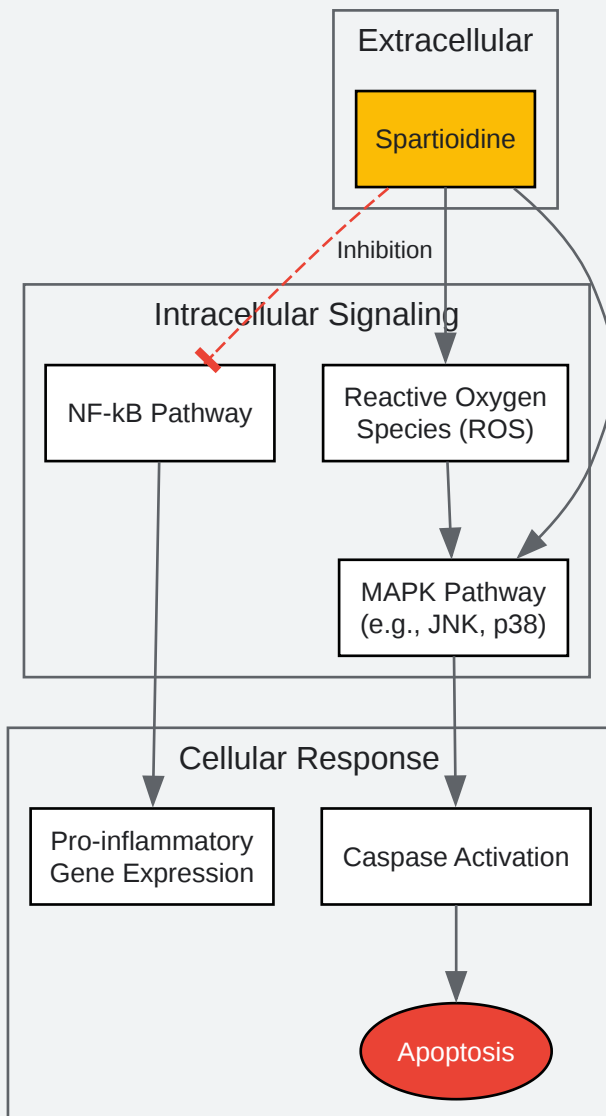 Extracellular
Spartioidine
Inhibition
Intracellular Signaling
NF-kB Pathway
Reactive Oxygen
Species (ROS)
MAPK Pathway
(e.g., JNK, p38)
Cellular Response
Pro-inflammatory
Gene Expression
Caspase Activation
Apoptosis